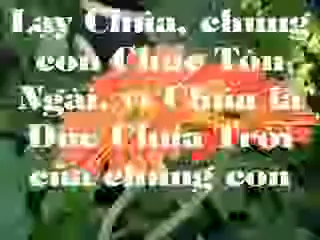 Lạy Chúa, chúng
con Chúc Tôn
Ngài, vì Chúa là
Đức Chúa Trời
của chúng con